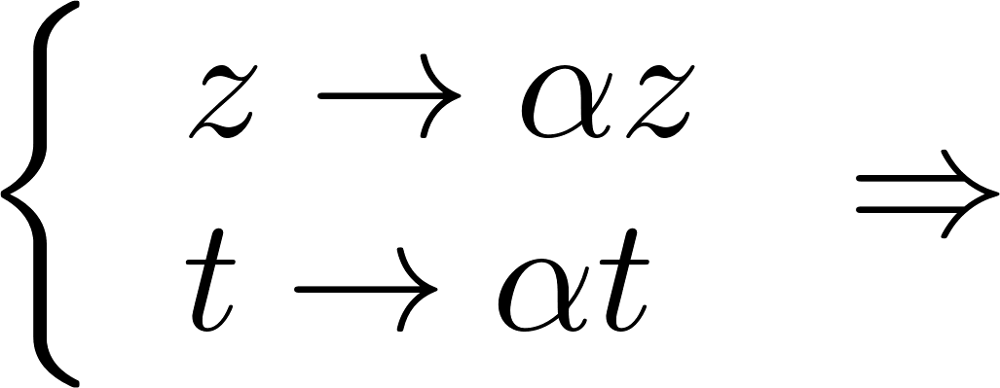 { z → αz
t → αt ⇒